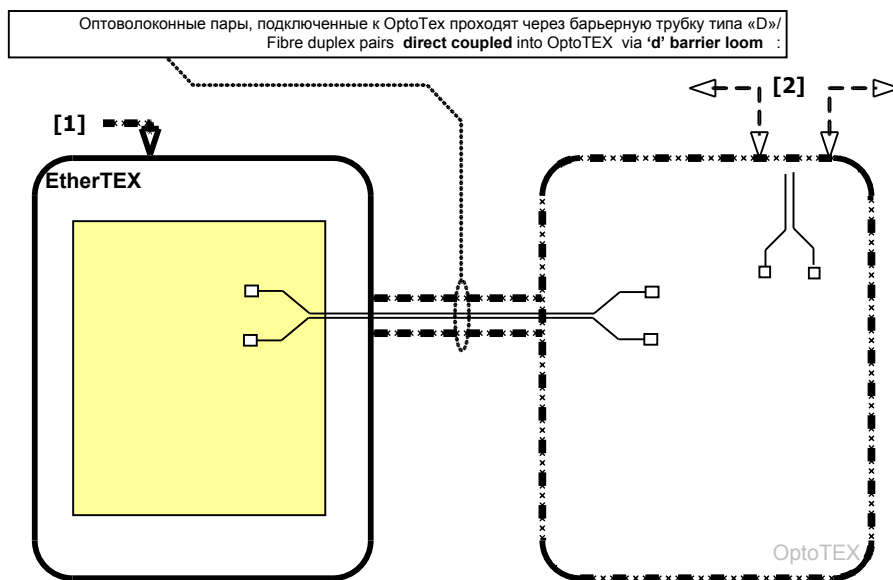 Оптоволоконные пары, подключенные к OptoTex проходят через барьерную трубку типа «D»/
Fibre duplex pairs direct coupled into OptoTEX via ‘d’ barrier loom :
[1]
[2]
EtherTEX
OptoTEX